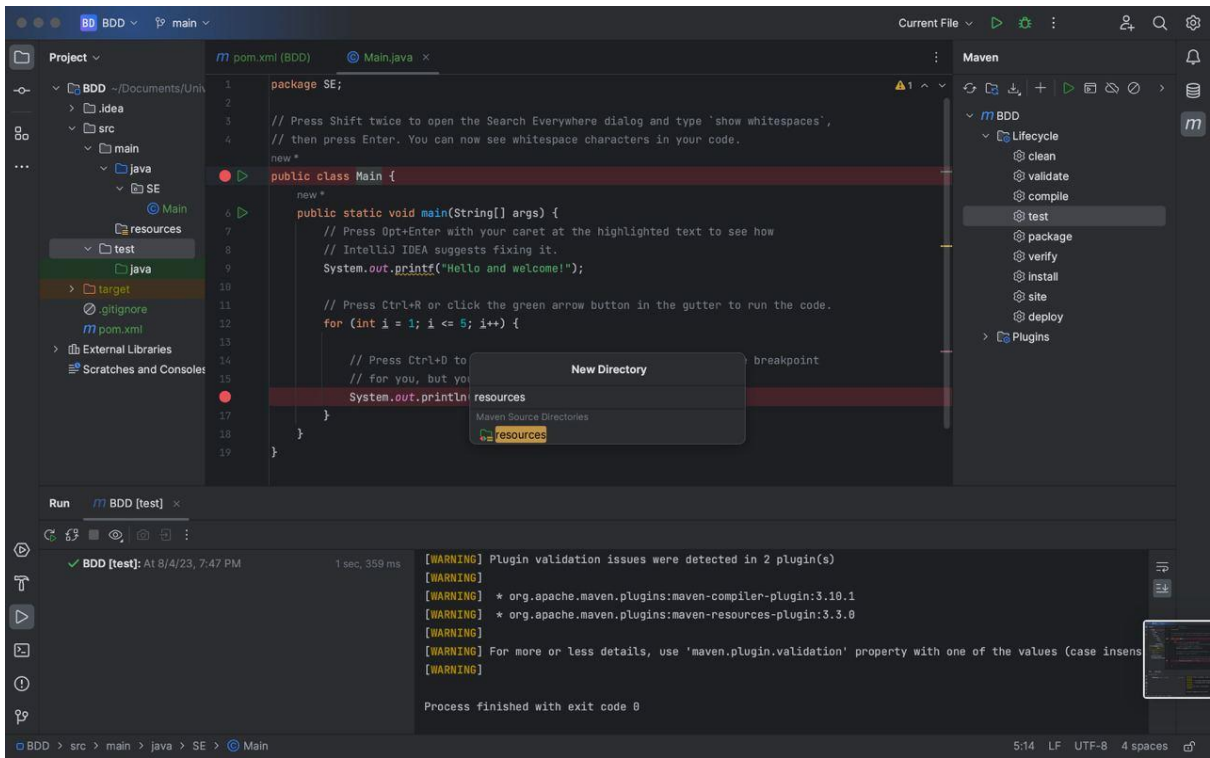 BD BDD main Current File
Project
pom.xml (BDD) Main.java
Maven
BDD ~/Documents/Univ
.idea
src
main
java
SE
Main
resources
test
java
target
.gitignore
pom.xml
External Libraries
Scratches and Consoles
1 package SE;
2
3 // Press Shift twice to open the Search Everywhere dialog and type `show whitespaces`,
4 // then press Enter. You can now see whitespace characters in your code.
new *
public class Main {
new *
6 public static void main(String[] args) {
7 // Press Opt+Enter with your caret at the highlighted text to see how
8 // IntelliJ IDEA suggests fixing it.
9 System.out.printf("Hello and welcome!");
10
11 // Press Ctrl+R or click the green arrow button in the gutter to run the code.
12 for (int i = 1; i <= 5; i++) {
13
14 // Press Ctrl+D to breakpoint
15 // for you, but you
System.out.println
17 }
18 }
19 }
1
New Directory
resources
Maven Source Directories
resources
m BDD
Lifecycle
clean
validate
compile
test
package
verify
install
site
deploy
Plugins
Run BDD [test]
BDD [test]: At 8/4/23, 7:47 PM 1 sec, 359 ms
[WARNING] Plugin validation issues were detected in 2 plugin(s)
[WARNING]
[WARNING] * org.apache.maven.plugins:maven-compiler-plugin:3.10.1
[WARNING] * org.apache.maven.plugins:maven-resources-plugin:3.3.0
[WARNING]
[WARNING] For more or less details, use 'maven.plugin.validation' property with one of the values (case insens
[WARNING]
Process finished with exit code 0
BDD > src > main > java > SE > Main
5:14 LF UTF-8 4 spaces